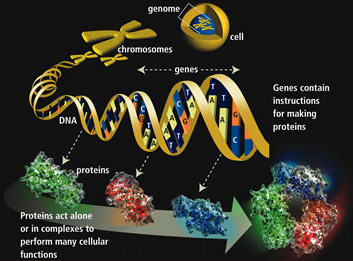 genome
chromosomes
cell
genes
DNA
Genes contain
instructions
for making
proteins
proteins
Proteins act alone
or in complexes to
perform many cellular
functions